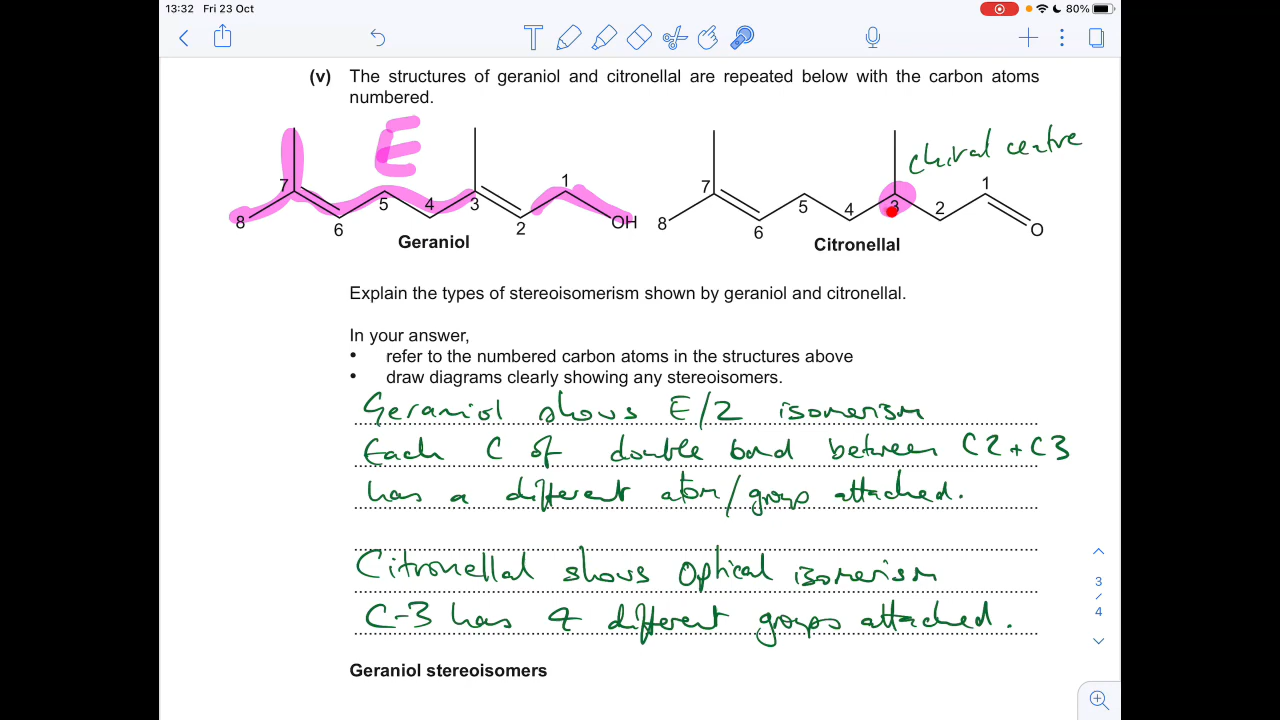 13:32 Fri 23 Oct
80%
T
(v) The structures of geraniol and citronellal are repeated below with the carbon atoms
numbered.
E
chiral centre
7 5 4 3 1
8 6 2 OH
Geraniol
7 5 4 3 2 1
8 6 O
Citronellal
Explain the types of stereoisomerism shown by geraniol and citronellal.
In your answer,
• refer to the numbered carbon atoms in the structures above
• draw diagrams clearly showing any stereoisomers.
Geraniol shows E/Z isomerism
Each C of double bond between C2 + C3
has a different atom/group attached.
Citronellal shows Optical isomerism
C-3 has 4 different groups attached.
Geraniol stereoisomers
3
/
4